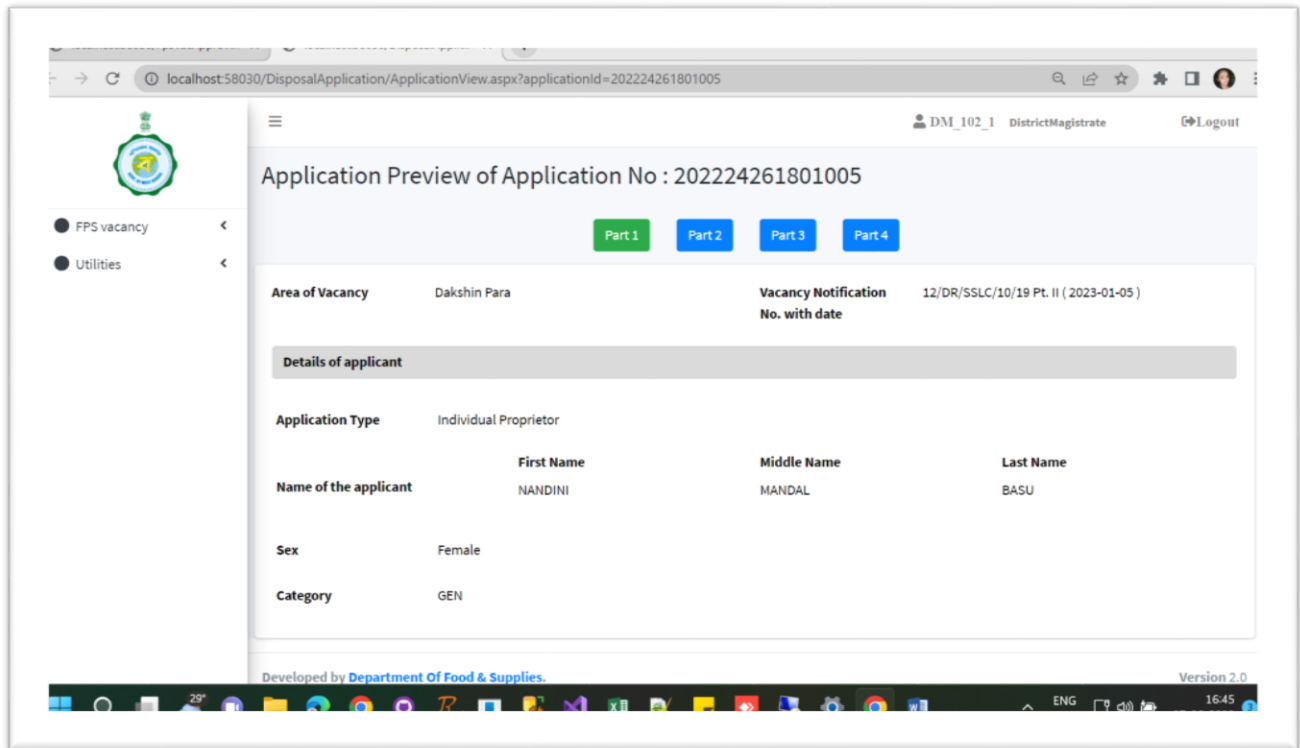 localhost:58030/DisposalApplication/ApplicationView.aspx?applicationId=202224261801005
DM_102_1 DistrictMagistrate Logout
Application Preview of Application No : 202224261801005
FPS vacancy
Utilities
Part 1 Part 2 Part 3 Part 4
Area of Vacancy Dakshin Para Vacancy Notification 12/DR/SSLC/10/19 Pt. II ( 2023-01-05 )
No. with date
Details of applicant
Application Type Individual Proprietor
First Name Middle Name Last Name
Name of the applicant NANDINI MANDAL BASU
Sex Female
Category GEN
Developed by Department Of Food & Supplies. Version 2.0
29° ENG 16:45
3